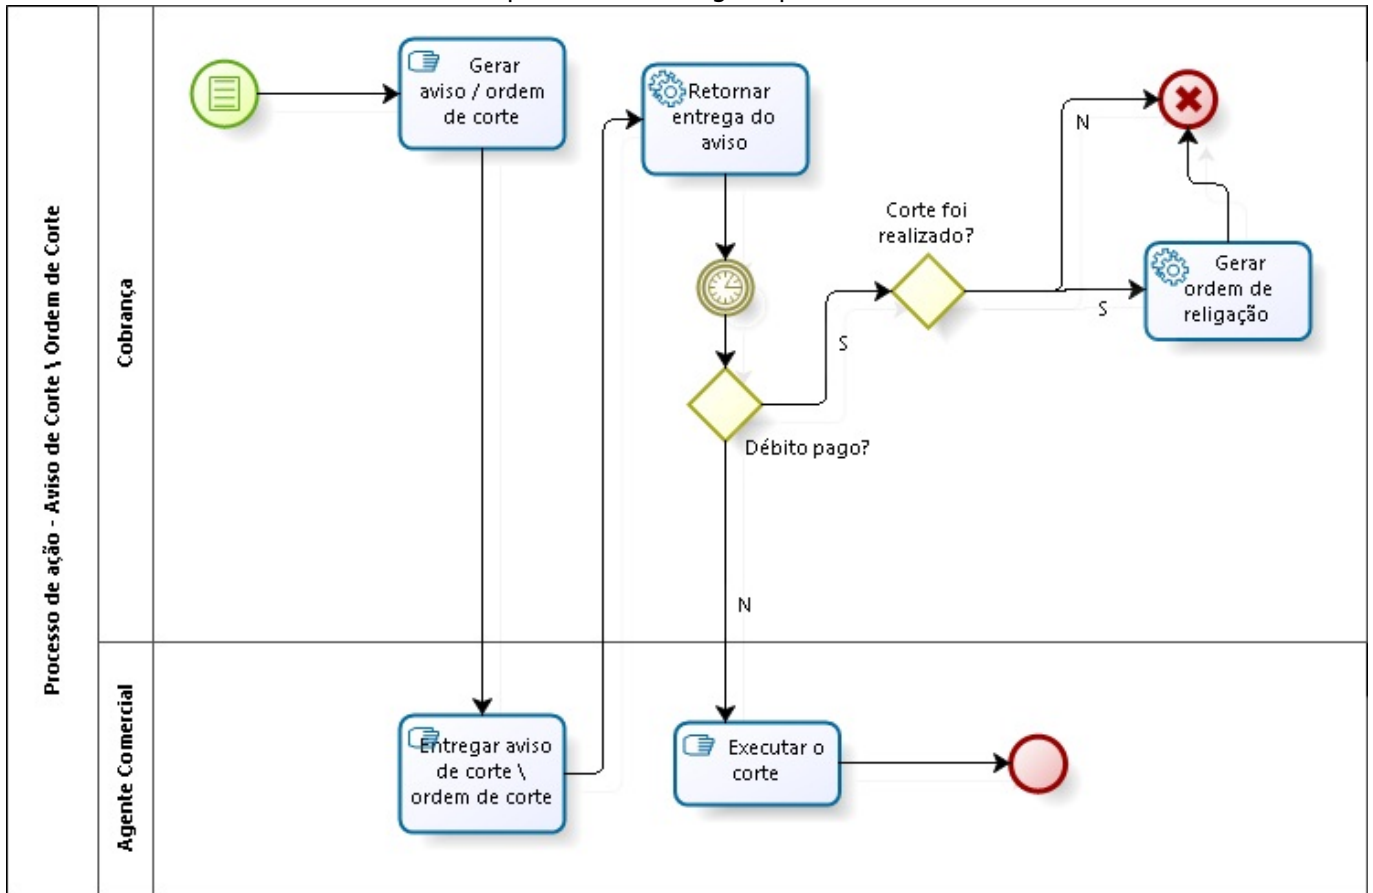 Processo de ação - Aviso de Corte \ Ordem de Corte
Cobrança
Gerar
aviso / ordem
de corte
Retornar
entrega do
aviso
Corte foi
realizado?
N
S
Gerar
ordem de
religação
S
Débito pago?
N
Agente Comercial
Entregar aviso
de corte \
ordem de corte
Executar o
corte